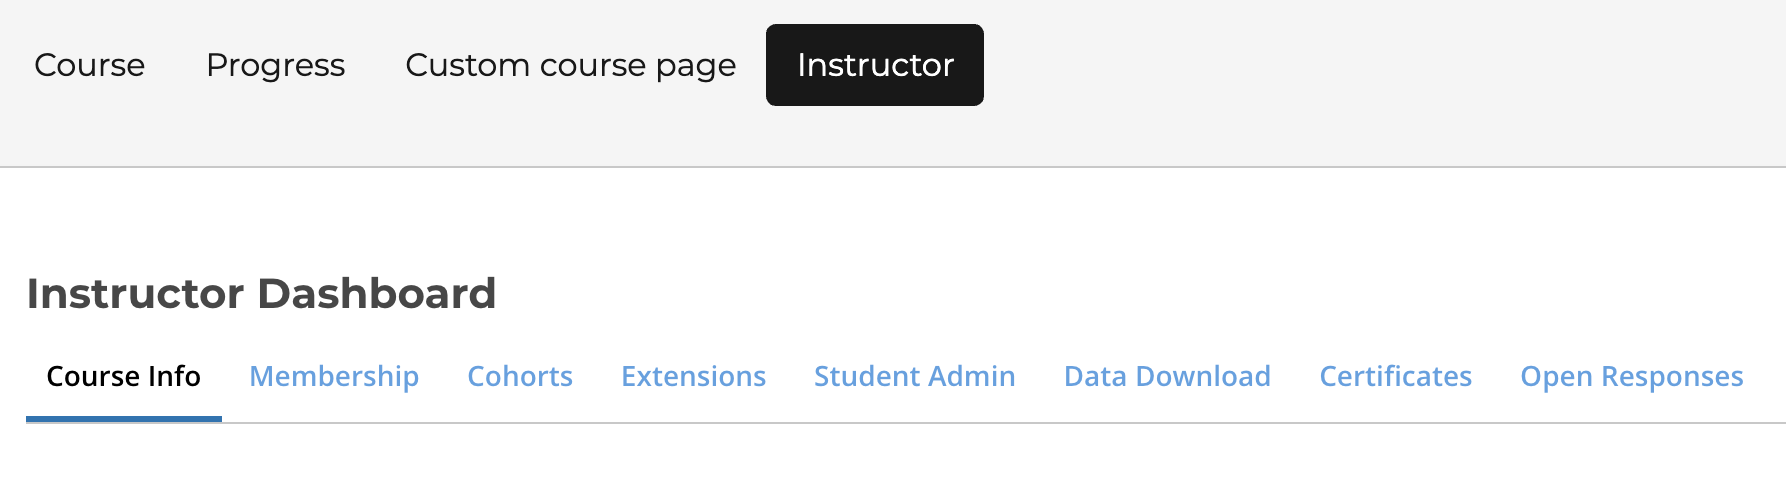 Course Progress Custom course page Instructor
Instructor Dashboard
Course Info Membership Cohorts Extensions Student Admin Data Download Certificates Open Responses